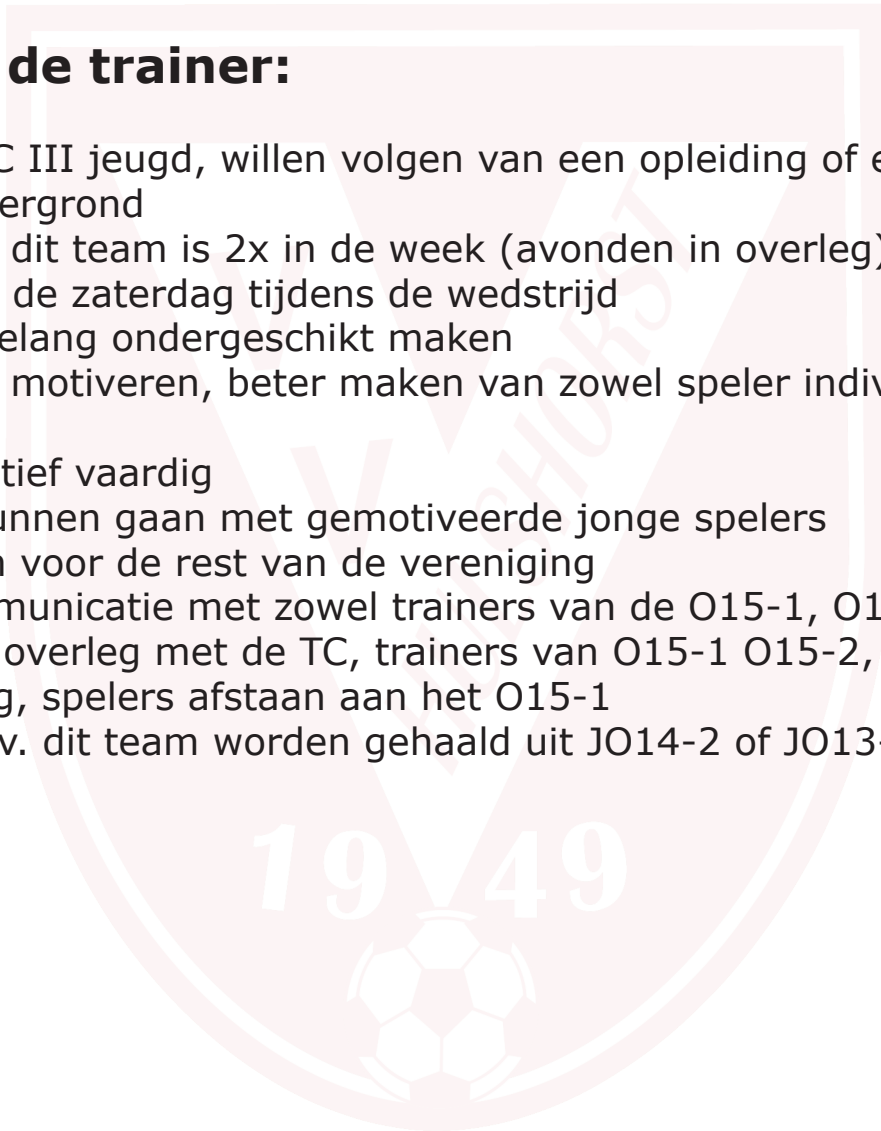 de trainer:
C III jeugd, willen volgen van een opleiding of e
ergrond
dit team is 2x in de week (avonden in overleg)
de zaterdag tijdens de wedstrijd
elang ondergeschikt maken
motiveren, beter maken van zowel speler indiv
tief vaardig
unnen gaan met gemotiveerde jonge spelers
n voor de rest van de vereniging
municatie met zowel trainers van de O15-1, O1
overleg met de TC, trainers van O15-1 O15-2,
g, spelers afstaan aan het O15-1
v. dit team worden gehaald uit JO14-2 of JO13-
V V
HULSHORST
19 49